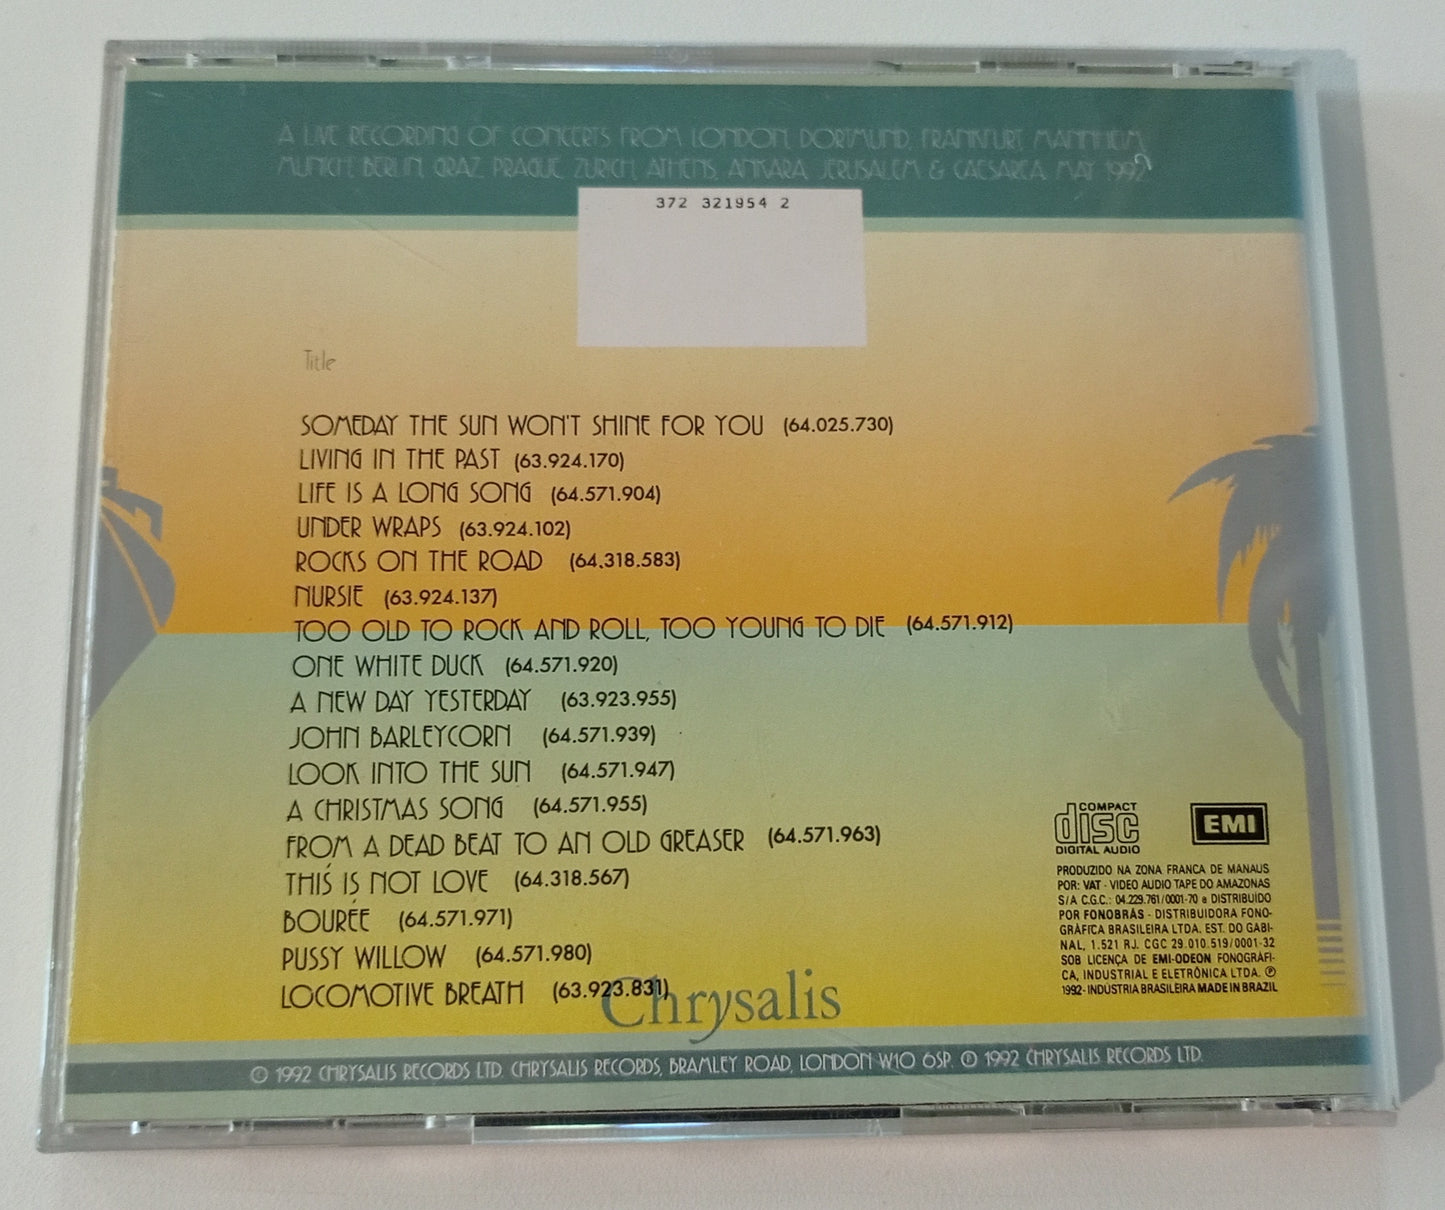 A LIVE RECORDING OF CONCERTS FROM LONDON, DORTMUND, FRANKFURT, MANNHEIM,
MUNICH, BERLIN, GRAZ, PRAGUE, ZURICH, ATHENS, ANKARA, JERUSALEM & CAESAREA. MAY 1992
372 321954 2
Title
SOMEDAY THE SUN WON'T SHINE FOR YOU (64.025.730)
LIVING IN THE PAST (63.924.170)
LIFE IS A LONG SONG (64.571.904)
UNDER WRAPS (63.924.102)
ROCKS ON THE ROAD (64.318.583)
NURSIE (63.924.137)
TOO OLD TO ROCK AND ROLL, TOO YOUNG TO DIE (64.571.912)
ONE WHITE DUCK (64.571.920)
A NEW DAY YESTERDAY (63.923.955)
JOHN BARLEYCORN (64.571.939)
LOOK INTO THE SUN (64.571.947)
A CHRISTMAS SONG (64.571.955)
FROM A DEAD BEAT TO AN OLD GREASER (64.571.963)
THIS IS NOT LOVE (64.318.567)
BOURÉE (64.571.971)
PUSSY WILLOW (64.571.980)
LOCOMOTIVE BREATH (63.923.831)
Chrysalis
COMPACT
disc
DIGITAL AUDIO
EMI
PRODUZIDO NA ZONA FRANCA DE MANAUS
POR: VAT - VIDEO AUDIO TAPE DO AMAZONAS
S/A C.G.C.: 04.229.761/0001-70 e DISTRIBUÍDO
POR FONOBRÁS - DISTRIBUIDORA FONO-
GRÁFICA BRASILEIRA LTDA. EST. DO GABI-
NAL, 1.521 RJ. CGC 29.010.519/0001-32
SOB LICENÇA DE EMI-ODEON FONOGRÁFI-
CA, INDUSTRIAL E ELETRÔNICA LTDA. ℗
1992 - INDÚSTRIA BRASILEIRA MADE IN BRAZIL
© 1992 CHRYSALIS RECORDS LTD. CHRYSALIS RECORDS, BRAMLEY ROAD, LONDON W10 6SP. ℗ 1992 CHRYSALIS RECORDS LTD.